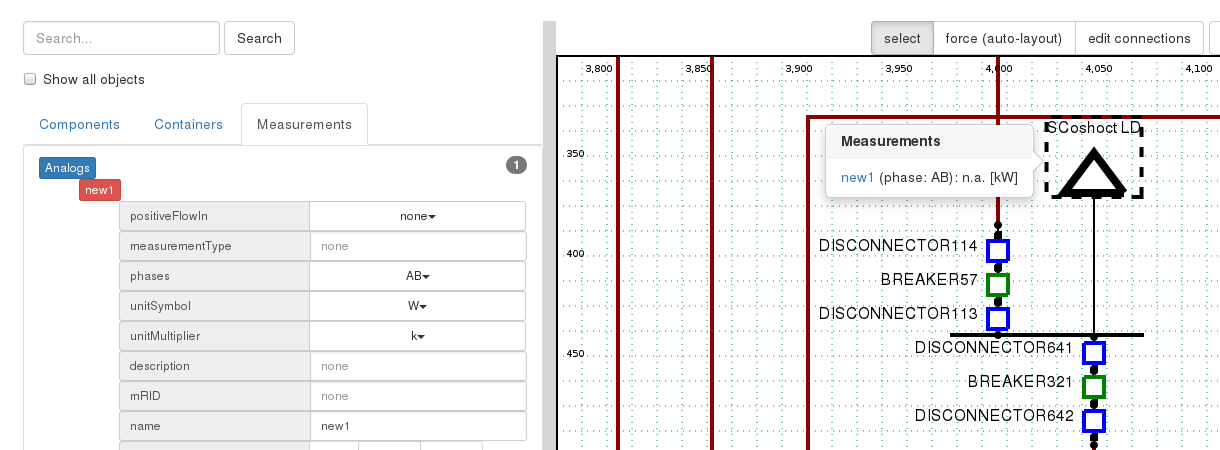 Search...
Search
Show all objects
Components
Containers
Measurements
Analogs
1
new1
positiveFlowIn none
measurementType none
phases AB
unitSymbol W
unitMultiplier k
description none
mRID none
name new1
select
force (auto-layout)
edit connections
3,800 3,850 3,900 3,950 4,000 4,050 4,100
350
400
450
SCoshoct LD
Measurements
new1 (phase: AB): n.a. [kW]
DISCONNECTOR114
BREAKER57
DISCONNECTOR113
DISCONNECTOR641
BREAKER321
DISCONNECTOR642